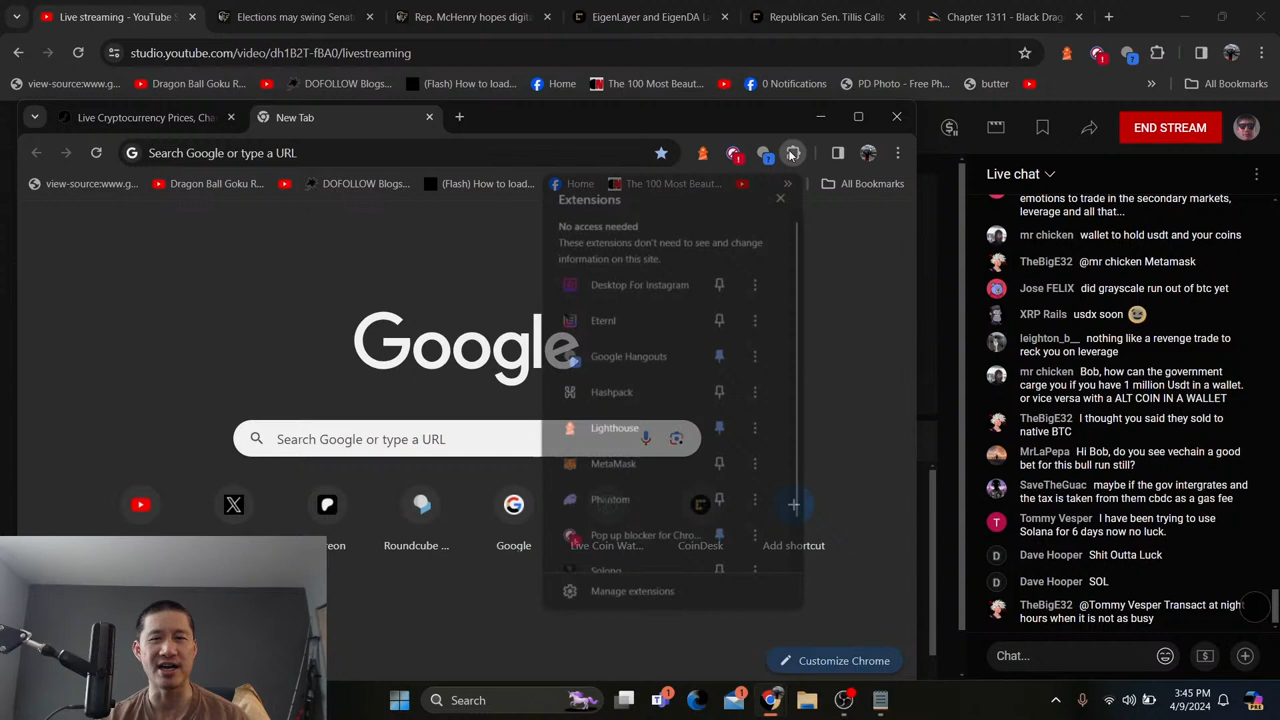 Live streaming - YouTube S
Elections may swing Senat
Rep. McHenry hopes digita
EigenLayer and EigenDA L
Republican Sen. Tillis Calls
Chapter 1311 - Black Drag
studio.youtube.com/video/dh1B2T-fBA0/livestreaming
view-source:www.g...
Dragon Ball Goku R...
DOFOLLOW Blogs...
(Flash) How to load...
Home
The 100 Most Beaut...
0 Notifications
PD Photo - Free Ph...
butter
All Bookmarks
Live Cryptocurrency Prices, Cha
New Tab
Search Google or type a URL
view-source:www.g...
Dragon Ball Goku R...
DOFOLLOW Blogs...
(Flash) How to load...
Home
The 100 Most Beaut...
All Bookmarks
Extensions
No access needed
These extensions don't need to see and change
information on this site.
Desktop For Instagram
Eternl
Google Hangouts
Hashpack
Lighthouse
MetaMask
Phantom
Pop up blocker for Chro...
Solong
Manage extensions
Google
Search Google or type a URL
reon
Roundcube ...
Google
Live Coin Wat...
CoinDesk
Add shortcut
Customize Chrome
END STREAM
Live chat
emotions to trade in the secondary markets,
leverage and all that...
mr chicken wallet to hold usdt and your coins
TheBigE32 @mr chicken Metamask
Jose FELIX did grayscale run out of btc yet
XRP Rails usdx soon
leighton_b__ nothing like a revenge trade to
reck you on leverage
mr chicken Bob, how can the government
carge you if you have 1 million Usdt in a wallet.
or vice versa with a ALT COIN IN A WALLET
TheBigE32 I thought you said they sold to
native BTC
MrLaPepa Hi Bob, do you see vechain a good
bet for this bull run still?
SaveTheGuac maybe if the gov intergrates and
the tax is taken from them cbdc as a gas fee
Tommy Vesper I have been trying to use
Solana for 6 days now no luck.
Dave Hooper Shit Outta Luck
Dave Hooper SOL
TheBigE32 @Tommy Vesper Transact at night
hours when it is not as busy
Chat...
Search
3:45 PM
4/9/2024